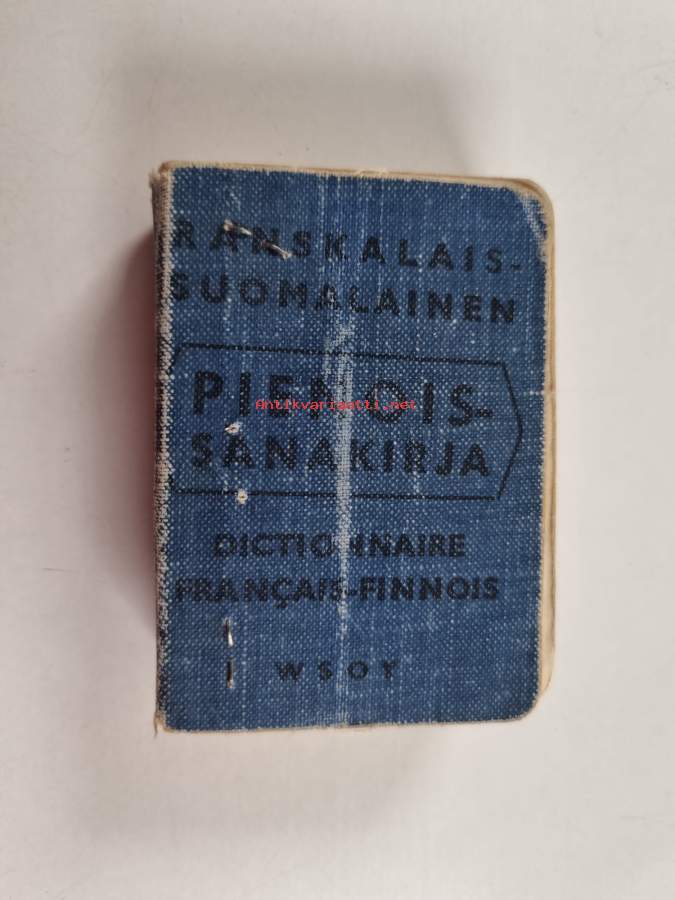 RANSKALAIS-
SUOMALAINEN
PIENOIS-
Antikvariaatti.net
SANAKIRJA
DICTIONNAIRE
FRANÇAIS-FINNOIS
WSOY